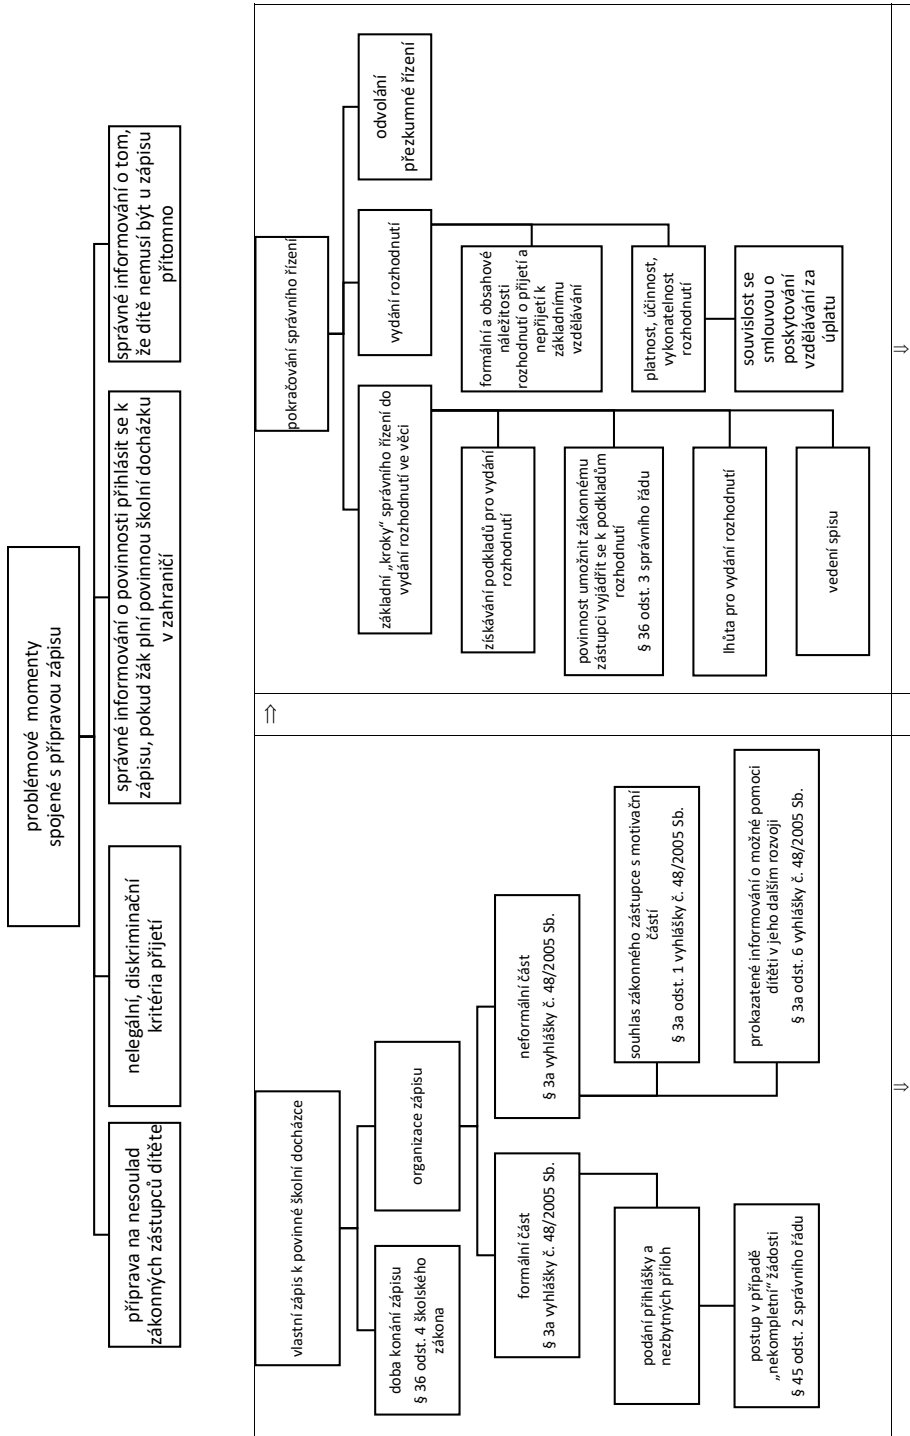 problémové momenty
spojené s přípravou zápisu
příprava na nesoulad
zákonných zástupců dítěte
nelegální, diskriminační
kritéria přijetí
správné informování o povinnosti přihlásit se k
zápisu, pokud žák plní povinnou školní docházku
v zahraničí
správné informování o tom,
že dítě nemusí být u zápisu
přítomno
vlastní zápis k povinné školní docházce
doba konání zápisu
§ 36 odst. 4 školského
zákona
organizace zápisu
formální část
§ 3a vyhlášky č. 48/2005 Sb.
neformální část
§ 3a vyhlášky č. 48/2005 Sb.
podání přihlášky a
nezbytných příloh
postup v případě
„nekompletní“ žádosti
§ 45 odst. 2 správního řádu
souhlas zákonného zástupce s motivační
částí
§ 3a odst. 1 vyhlášky č. 48/2005 Sb.
prokazatené informování o možné pomoci
dítěti v jeho dalším rozvoji
§ 3a odst. 6 vyhlášky č. 48/2005 Sb.
⇒
pokračování správního řízení
základní „kroky“ správního řízení do
vydání rozhodnutí ve věci
vydání rozhodnutí
odvolání
přezkumné řízení
získávání podkladů pro vydání
rozhodnutí
povinnost umožnit zákonnému
zástupci vyjádřit se k podkladům
rozhodnutí
§ 36 odst. 3 správního řádu
lhůta pro vydání rozhodnutí
vedení spisu
formální a obsahové
náležitosti
rozhodnutí o přijetí a
nepřijetí k
základnímu
vzdělávání
platnost, účinnost,
vykonatelnost
rozhodnutí
souvislost se
smlouvou o
poskytování
vzdělávání za
úplatu
⇓
⇓